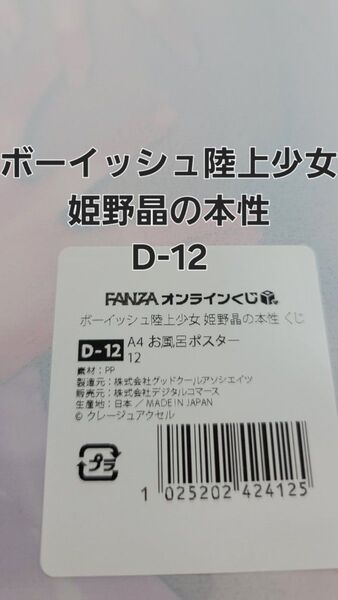 ボーイッシュ陸上少女
姫野晶の本性
D-12
FANZA オンラインくじ
ボーイッシュ陸上少女 姫野晶の本性 くじ
D-12 A4 お風呂ポスター
12
素材：PP
製造元：株式会社グッドクールアソシエイツ
販売元：株式会社デジタルコマース
生産地：日本 / MADE IN JAPAN
© クレージュアクセル
プラ
1 025202 424125